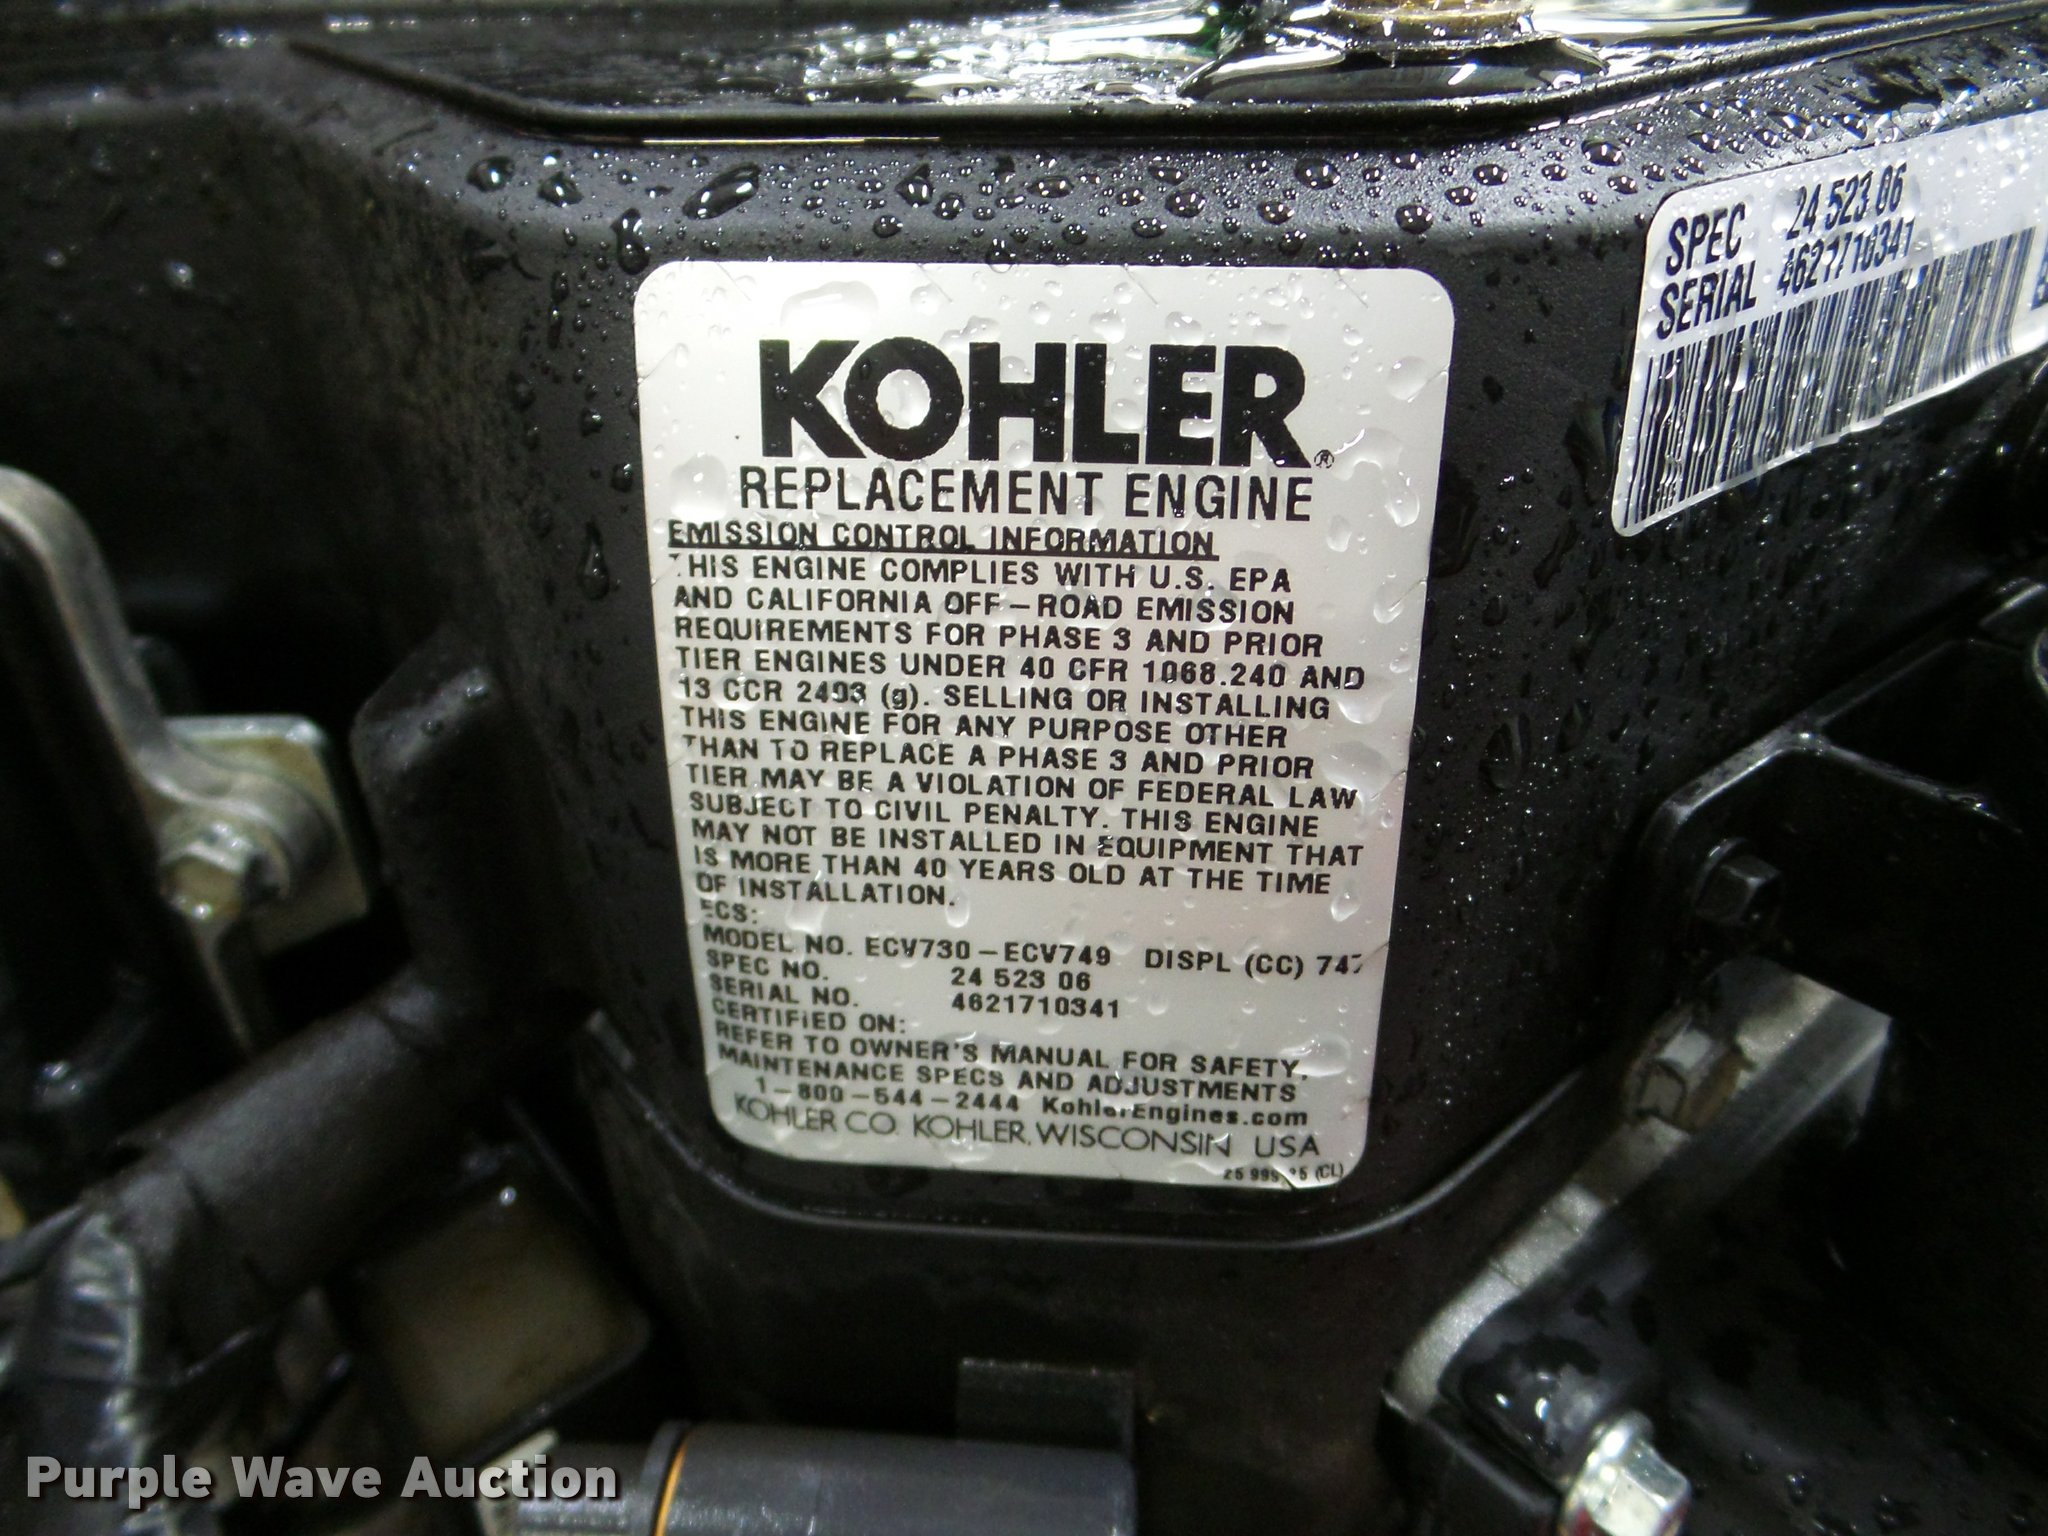 KOHLER®
REPLACEMENT ENGINE
EMISSION CONTROL INFORMATION
THIS ENGINE COMPLIES WITH U.S. EPA
AND CALIFORNIA OFF-ROAD EMISSION
REQUIREMENTS FOR PHASE 3 AND PRIOR
TIER ENGINES UNDER 40 CFR 1068.240 AND
13 CCR 2403 (g). SELLING OR INSTALLING
THIS ENGINE FOR ANY PURPOSE OTHER
THAN TO REPLACE A PHASE 3 AND PRIOR
TIER MAY BE A VIOLATION OF FEDERAL LAW
SUBJECT TO CIVIL PENALTY. THIS ENGINE
MAY NOT BE INSTALLED IN EQUIPMENT THAT
IS MORE THAN 40 YEARS OLD AT THE TIME
OF INSTALLATION.
ECS:
MODEL NO. ECV730-ECV749 DISPL (CC) 747
SPEC NO. 24 523 06
SERIAL NO. 4621710341
CERTIFIED ON:
REFER TO OWNER'S MANUAL FOR SAFETY,
MAINTENANCE SPECS AND ADJUSTMENTS
1-800-544-2444 KohlerEngines.com
KOHLER CO. KOHLER, WISCONSIN USA
(CL)
SPEC 24 523 06
SERIAL 4621710341
Purple Wave Auction